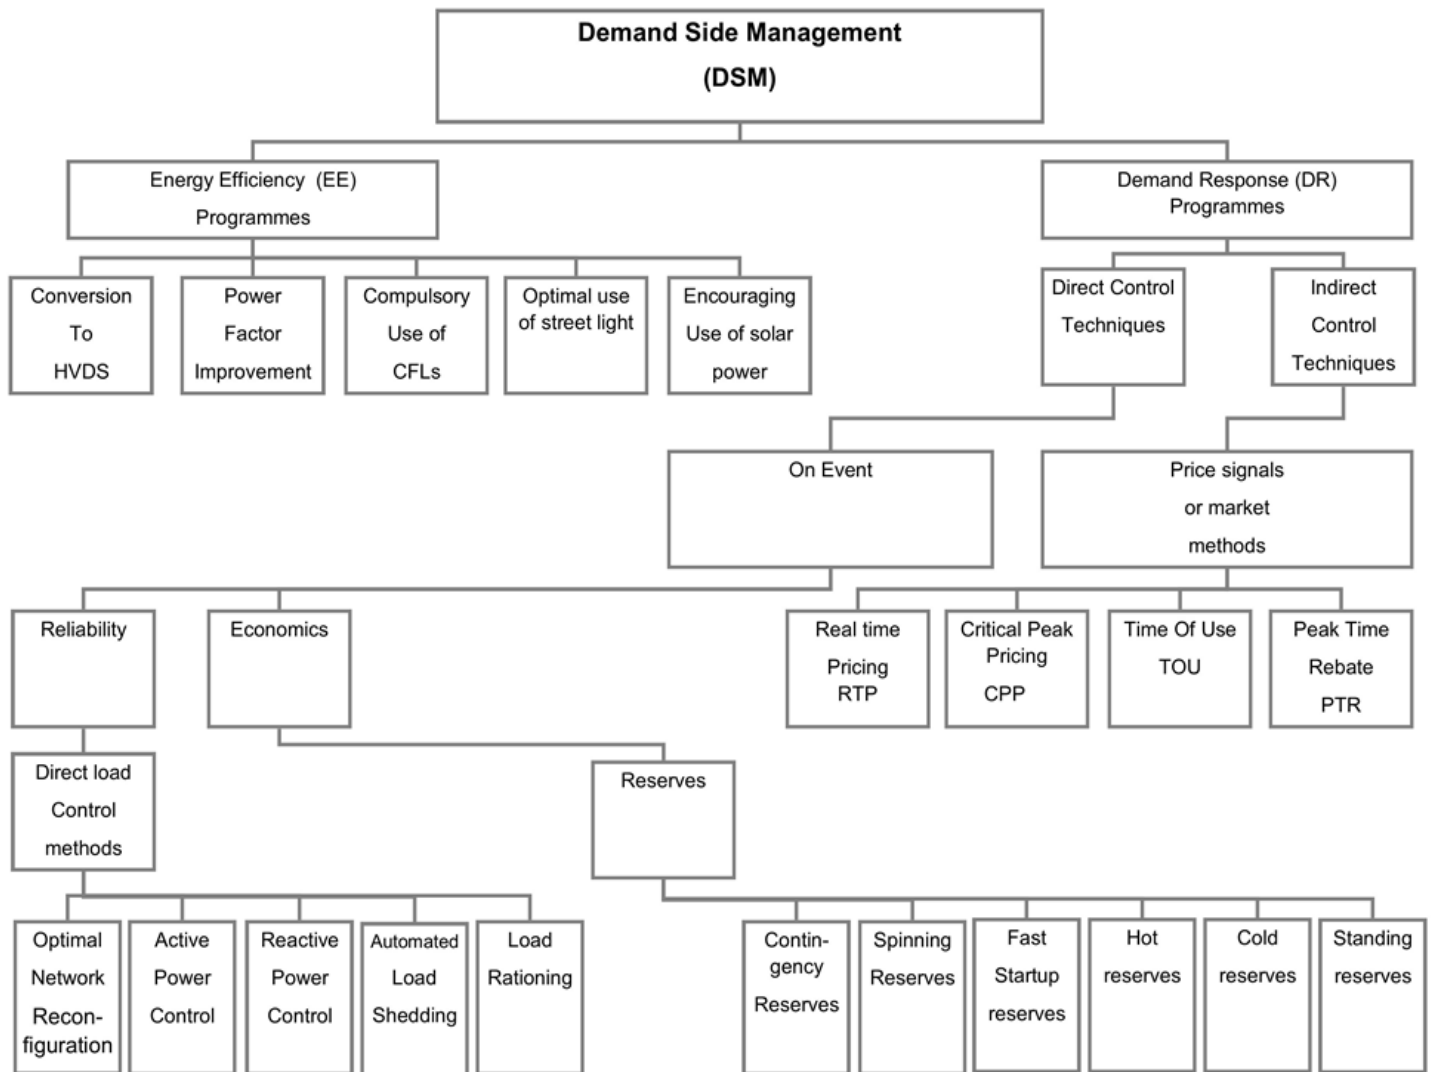 Demand Side Management
(DSM)
Energy Efficiency (EE)
Programmes
Demand Response (DR)
Programmes
Conversion
To
HVDS
Power
Factor
Improvement
Compulsory
Use of
CFLs
Optimal use
of street light
Encouraging
Use of solar
power
Direct Control
Techniques
Indirect
Control
Techniques
On Event
Price signals
or market
methods
Reliability
Economics
Real time
Pricing
RTP
Critical Peak
Pricing
CPP
Time Of Use
TOU
Peak Time
Rebate
PTR
Direct load
Control
methods
Reserves
Optimal
Network
Recon-
figuration
Active
Power
Control
Reactive
Power
Control
Automated
Load
Shedding
Load
Rationing
Contin-
gency
Reserves
Spinning
Reserves
Fast
Startup
reserves
Hot
reserves
Cold
reserves
Standing
reserves